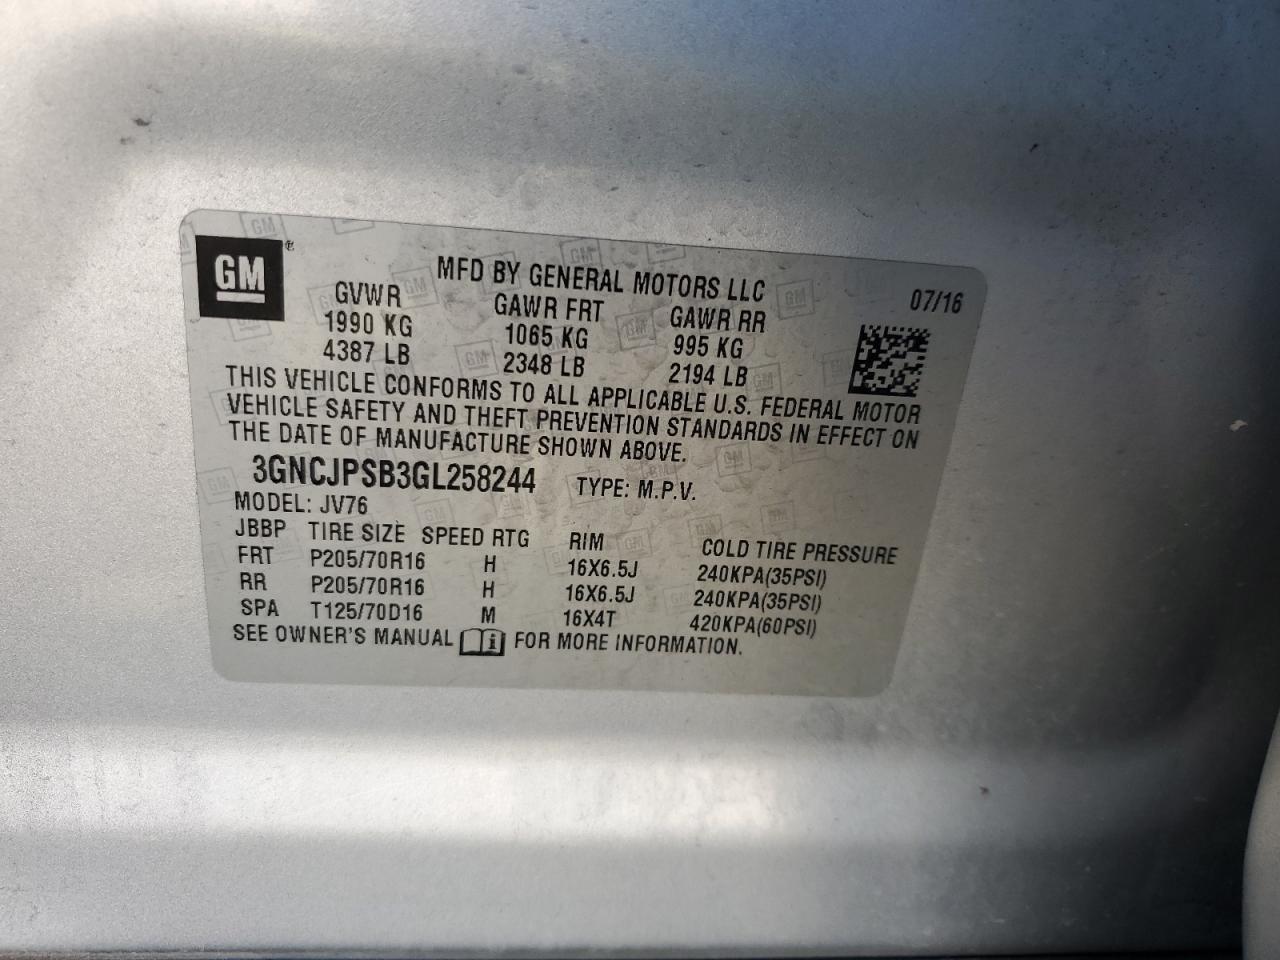 GM ®
MFD BY GENERAL MOTORS LLC 07/16
GVWR GAWR FRT GAWR RR
1990 KG 1065 KG 995 KG
4387 LB 2348 LB 2194 LB
THIS VEHICLE CONFORMS TO ALL APPLICABLE U.S. FEDERAL MOTOR
VEHICLE SAFETY AND THEFT PREVENTION STANDARDS IN EFFECT ON
THE DATE OF MANUFACTURE SHOWN ABOVE.
3GNCJPSB3GL258244 TYPE: M.P.V.
MODEL: JV76
JBBP TIRE SIZE SPEED RTG RIM COLD TIRE PRESSURE
FRT P205/70R16 H 16X6.5J 240KPA(35PSI)
RR P205/70R16 H 16X6.5J 240KPA(35PSI)
SPA T125/70D16 M 16X4T 420KPA(60PSI)
SEE OWNER'S MANUAL FOR MORE INFORMATION.